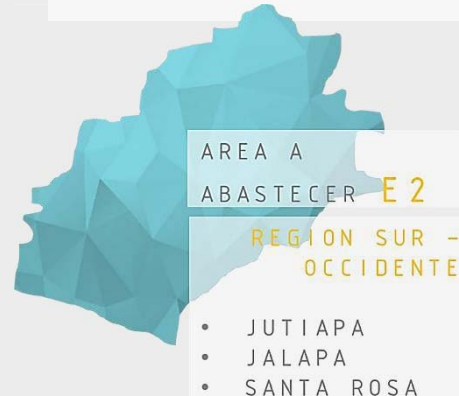 AREA A
ABASTECER E2
REGION SUR -
OCCIDENTE
• JUTIAPA
• JALAPA
• SANTA ROSA